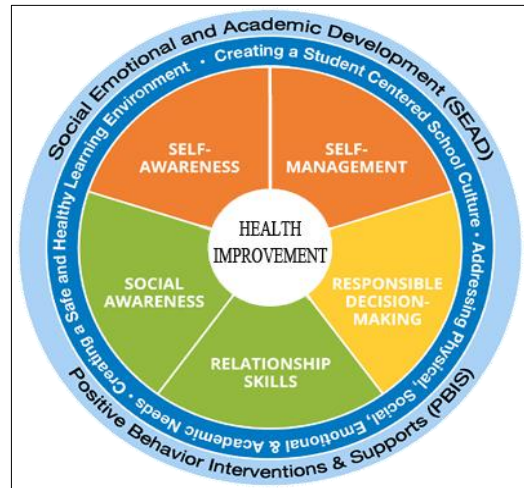 Social Emotional and Academic Development (SEAD)
Creating a Safe and Healthy Learning Environment • Creating a Student Centered School Culture • Addressing Physical, Social, Emotional & Academic Needs •
SELF-
AWARENESS
SELF-
MANAGEMENT
HEALTH
IMPROVEMENT
SOCIAL
AWARENESS
RESPONSIBLE
DECISION-
MAKING
RELATIONSHIP
SKILLS
Positive Behavior Interventions & Supports (PBIS)